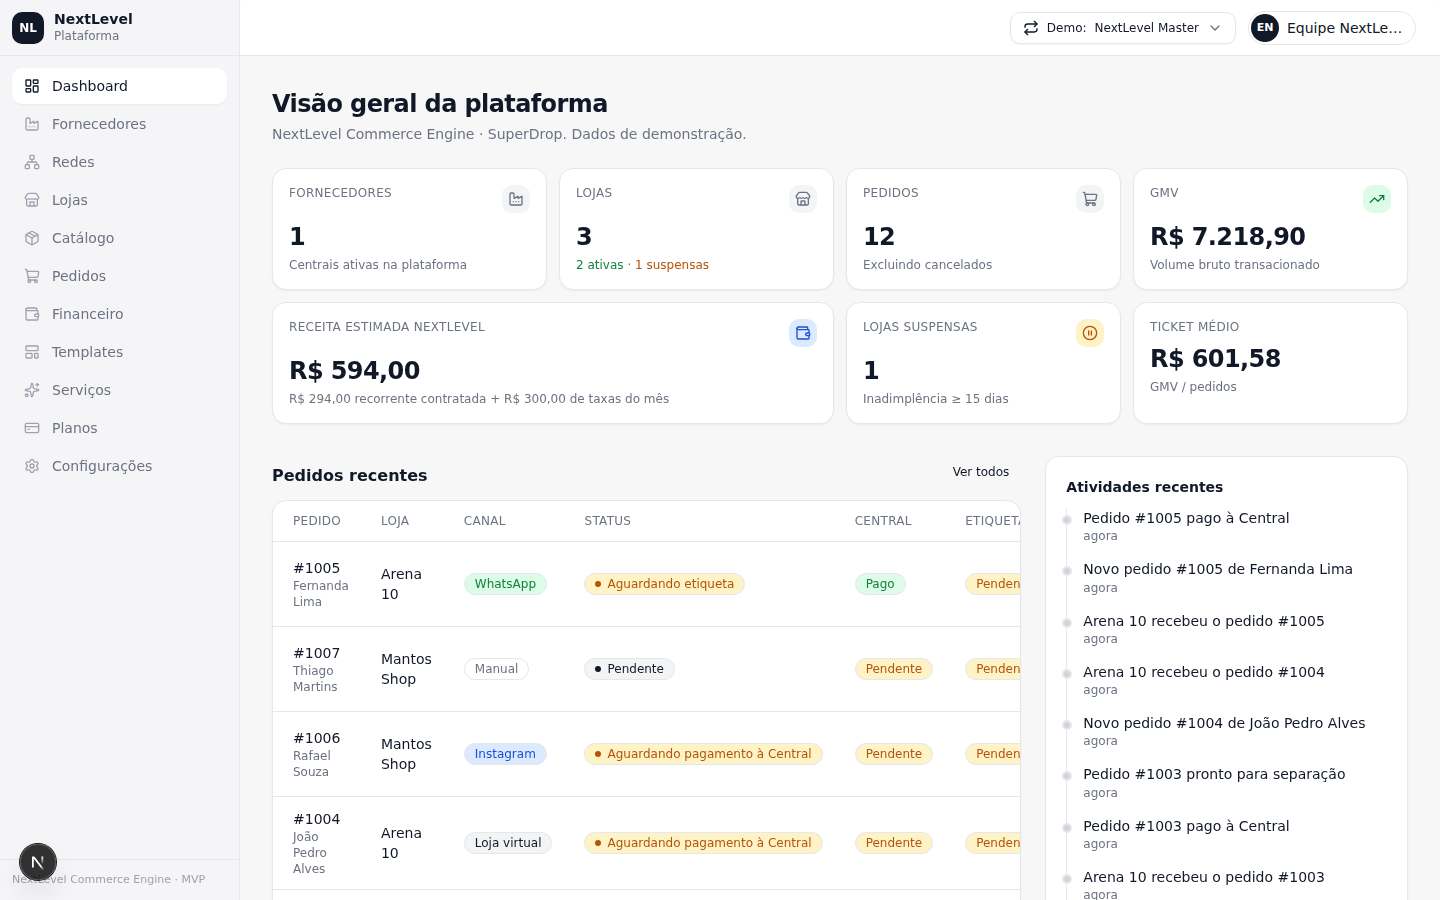 NL
NextLevel
Plataforma
Demo: NextLevel Master
EN
Equipe NextLe...
Dashboard
Fornecedores
Redes
Lojas
Catálogo
Pedidos
Financeiro
Templates
Serviços
Planos
Configurações
NextLevel Commerce Engine · MVP
Visão geral da plataforma
NextLevel Commerce Engine · SuperDrop. Dados de demonstração.
FORNECEDORES
1
Centrais ativas na plataforma
LOJAS
3
2 ativas · 1 suspensas
PEDIDOS
12
Excluindo cancelados
GMV
R$ 7.218,90
Volume bruto transacionado
RECEITA ESTIMADA NEXTLEVEL
R$ 594,00
R$ 294,00 recorrente contratada + R$ 300,00 de taxas do mês
LOJAS SUSPENSAS
1
Inadimplência ≥ 15 dias
TICKET MÉDIO
R$ 601,58
GMV / pedidos
Pedidos recentes
Ver todos
PEDIDO LOJA CANAL STATUS CENTRAL ETIQUETA
#1005
Fernanda
Lima
Arena
10
WhatsApp
Aguardando etiqueta
Pago
Penden
#1007
Thiago
Martins
Mantos
Shop
Manual
Pendente
Pendente
Penden
#1006
Rafael
Souza
Mantos
Shop
Instagram
Aguardando pagamento à Central
Pendente
Penden
#1004
João
Pedro
Alves
Arena
10
Loja virtual
Aguardando pagamento à Central
Pendente
Penden
Atividades recentes
Pedido #1005 pago à Central
agora
Novo pedido #1005 de Fernanda Lima
agora
Arena 10 recebeu o pedido #1005
agora
Arena 10 recebeu o pedido #1004
agora
Novo pedido #1004 de João Pedro Alves
agora
Pedido #1003 pronto para separação
agora
Pedido #1003 pago à Central
agora
Arena 10 recebeu o pedido #1003
agora